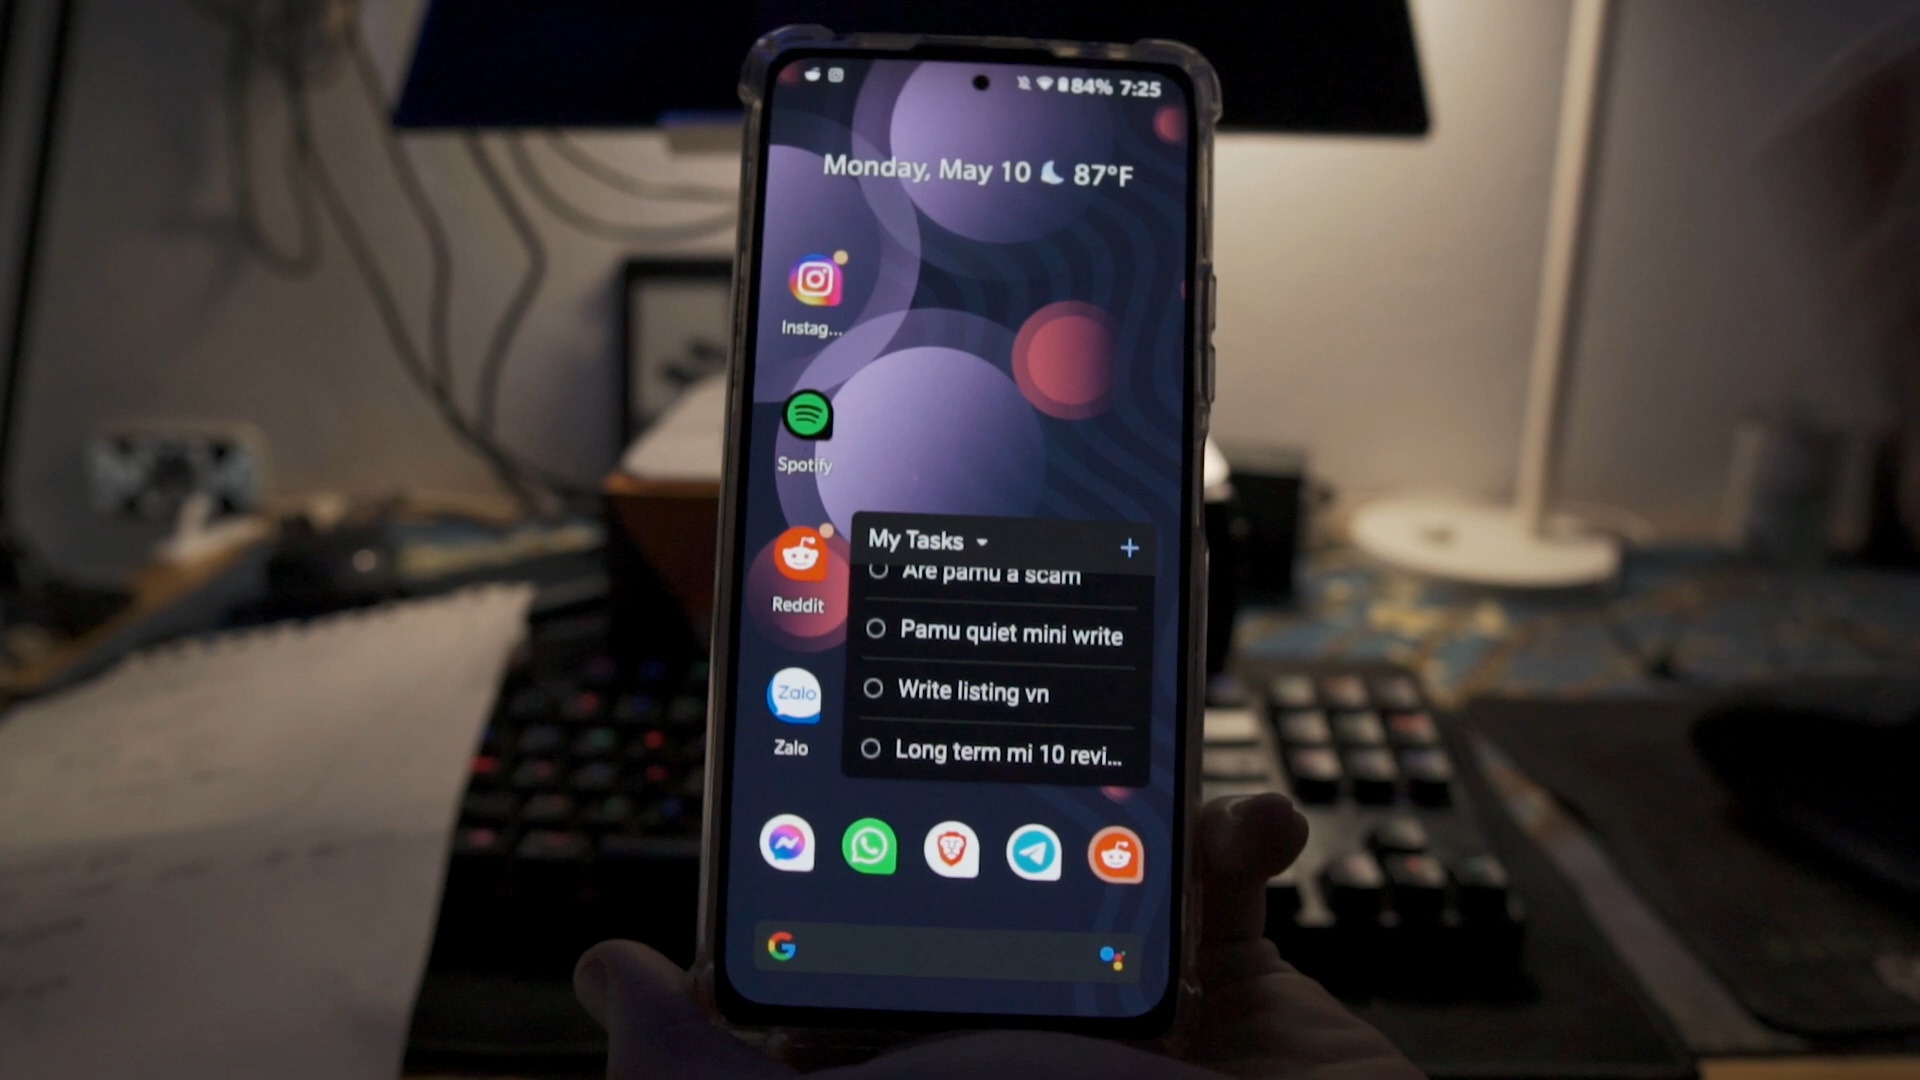 84% 7:25
Monday, May 10 87°F
Instag...
Spotify
Reddit
My Tasks +
Are pamu a scam
Pamu quiet mini write
Write listing vn
Long term mi 10 revi...
Zalo
Zalo